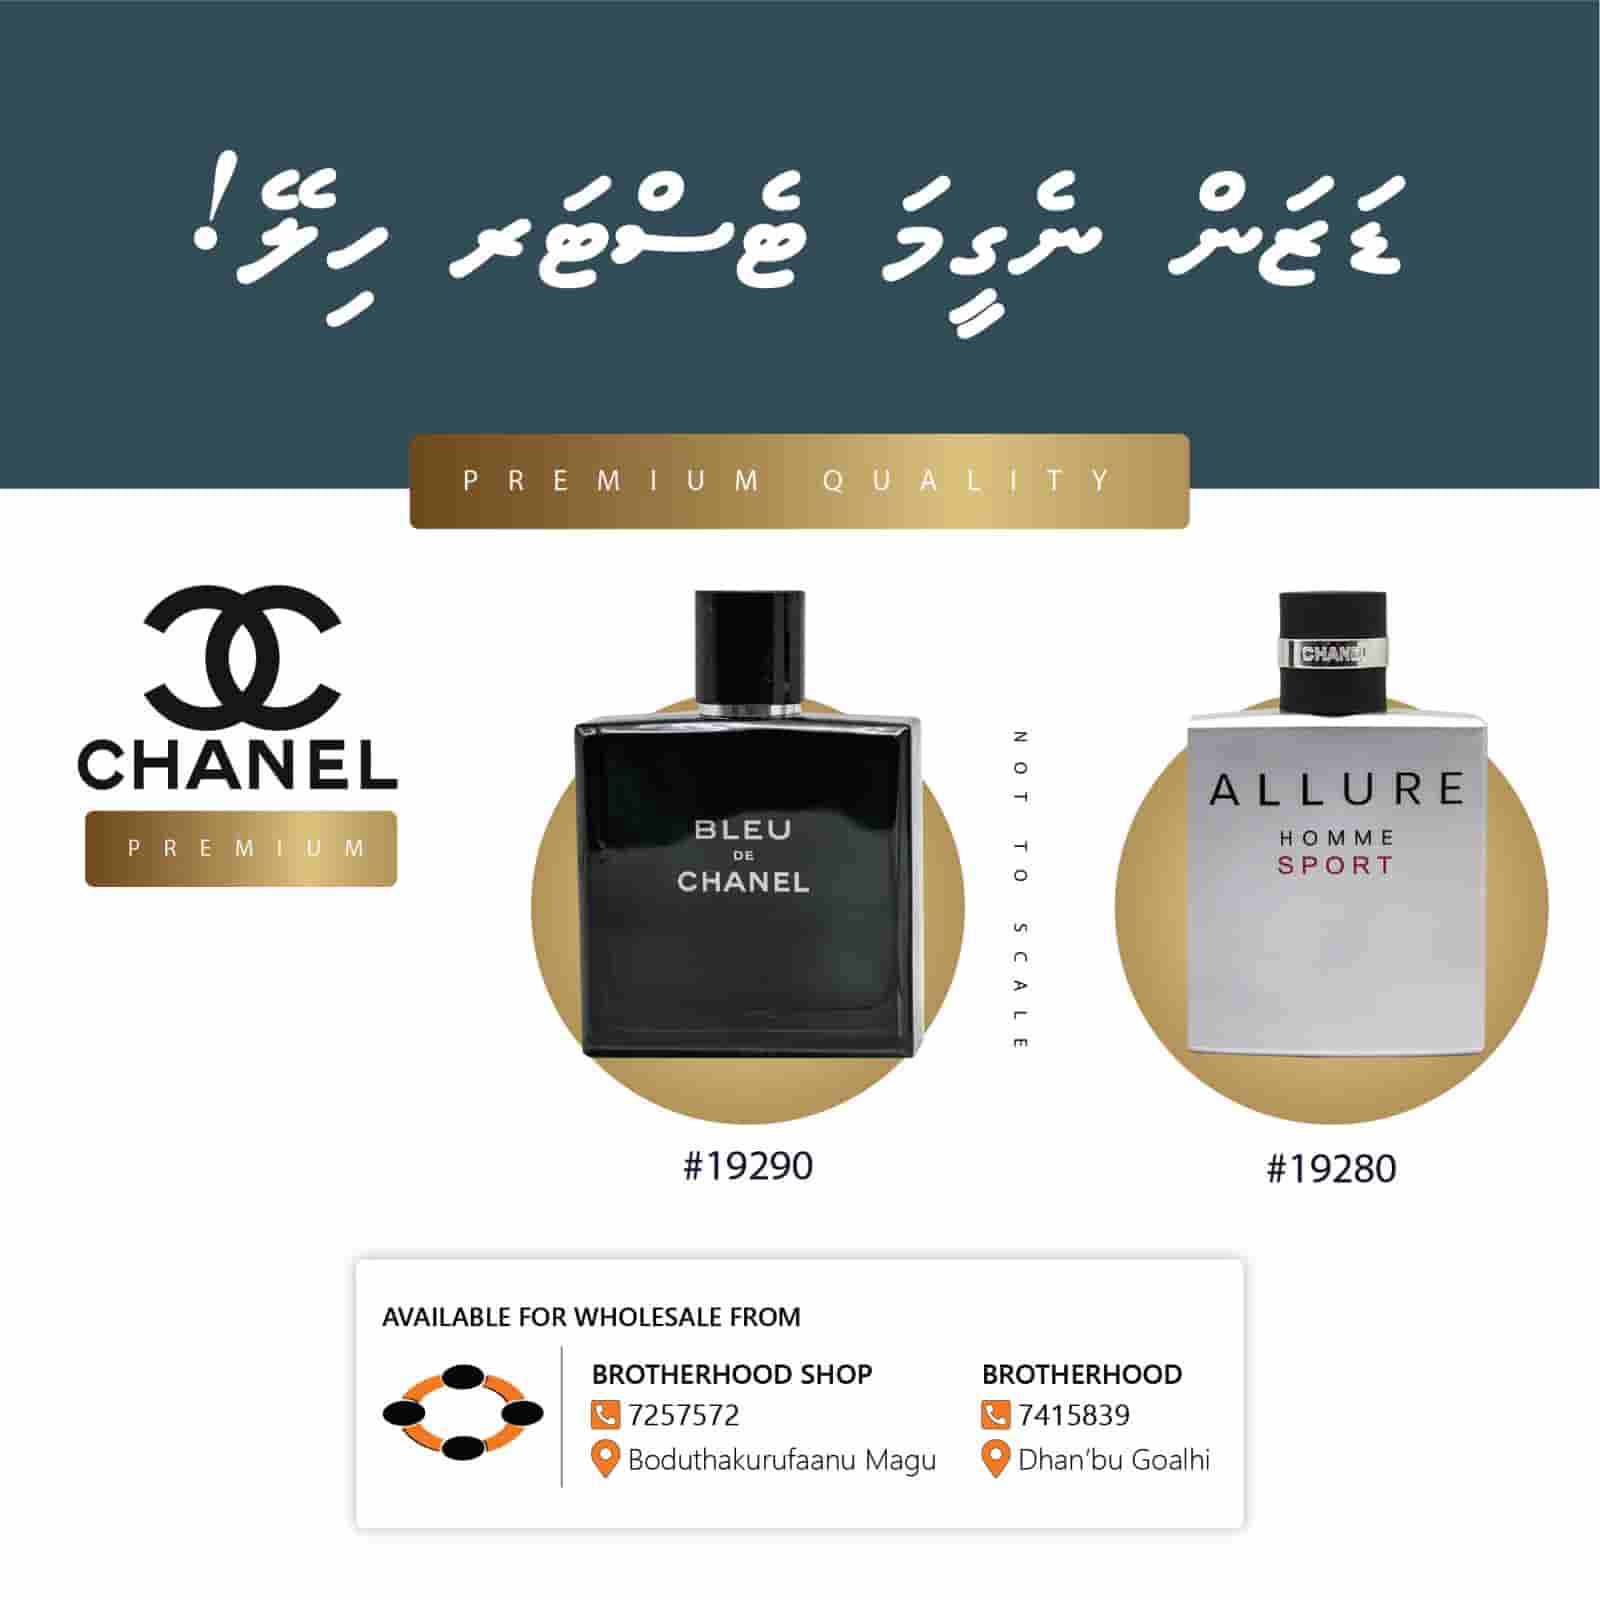 ޑަޒަން ނެގީމަ ޓެސްޓަރ ހިލޭ!
PREMIUM QUALITY
CHANEL
PREMIUM
BLEU
DE
CHANEL
#19290
NOT TO SCALE
CHANEL
ALLURE
HOMME
SPORT
#19280
AVAILABLE FOR WHOLESALE FROM
BROTHERHOOD SHOP
7257572
Boduthakurufaanu Magu
BROTHERHOOD
7415839
Dhan'bu Goalhi